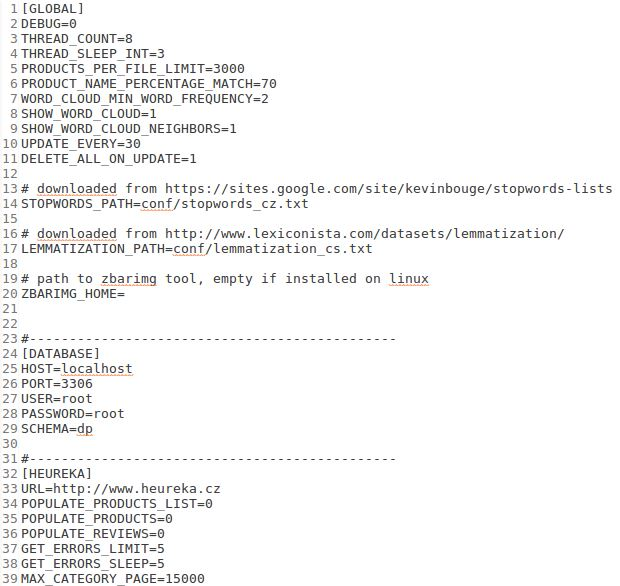 1 [GLOBAL]
2 DEBUG=0
3 THREAD_COUNT=8
4 THREAD_SLEEP_INT=3
5 PRODUCTS_PER_FILE_LIMIT=3000
6 PRODUCT_NAME_PERCENTAGE_MATCH=70
7 WORD_CLOUD_MIN_WORD_FREQUENCY=2
8 SHOW_WORD_CLOUD=1
9 SHOW_WORD_CLOUD_NEIGHBORS=1
10 UPDATE_EVERY=30
11 DELETE_ALL_ON_UPDATE=1
12
13 # downloaded from https://sites.google.com/site/kevinbouge/stopwords-lists
14 STOPWORDS_PATH=conf/stopwords_cz.txt
15
16 # downloaded from http://www.lexiconista.com/datasets/lemmatization/
17 LEMMATIZATION_PATH=conf/lemmatization_cs.txt
18
19 # path to zbarimg tool, empty if installed on linux
20 ZBARIMG_HOME=
21
22
23 #----------------------------------------------
24 [DATABASE]
25 HOST=localhost
26 PORT=3306
27 USER=root
28 PASSWORD=root
29 SCHEMA=dp
30
31 #----------------------------------------------
32 [HEUREKA]
33 URL=http://www.heureka.cz
34 POPULATE_PRODUCTS_LIST=0
35 POPULATE_PRODUCTS=0
36 POPULATE_REVIEWS=0
37 GET_ERRORS_LIMIT=5
38 GET_ERRORS_SLEEP=5
39 MAX_CATEGORY_PAGE=15000